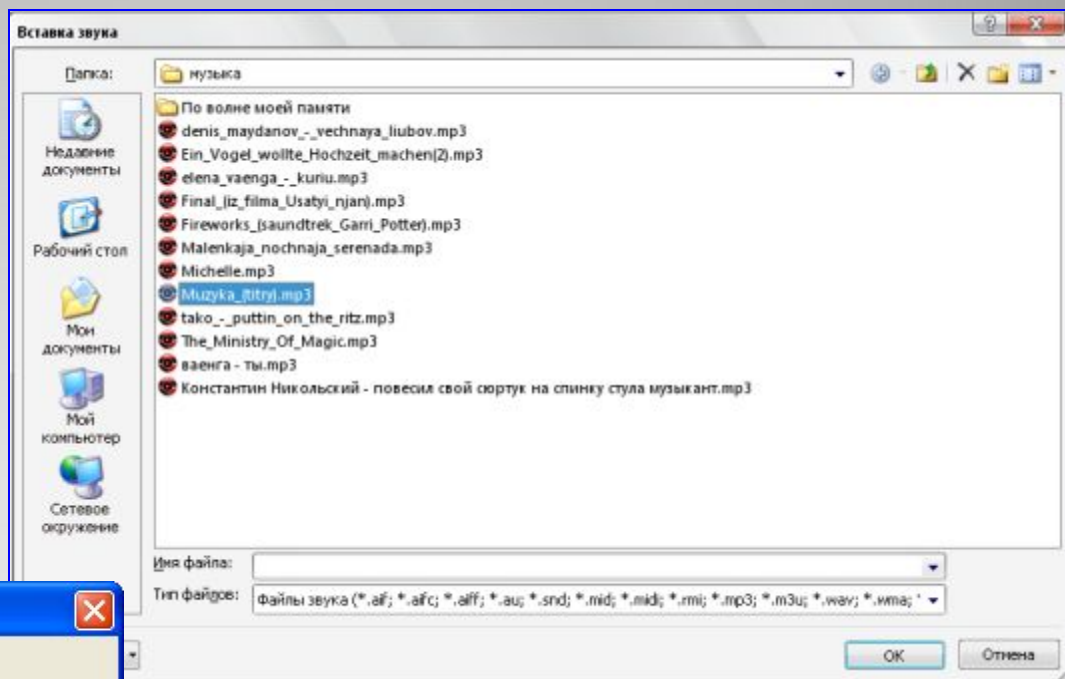 Вставка звука
Папка:
музыка
Недавние
документы
Рабочий стол
Мои
документы
Мой
компьютер
Сетевое
окружение
По волне моей памяти
denis_maydanov_-_vechnaya_liubov.mp3
Ein_Vogel_wollte_Hochzeit_machen(2).mp3
elena_vaenga_-_kuriu.mp3
Final_(iz_filma_Usatyi_njan).mp3
Fireworks_(saundtrek_Garri_Potter).mp3
Malenkaja_nochnaja_serenada.mp3
Michelle.mp3
Muzyka_(titry).mp3
tako_-_puttin_on_the_ritz.mp3
The_Ministry_Of_Magic.mp3
ваенга - ты.mp3
Константин Никольский - повесил свой сюртук на спинку стула музыкант.mp3
Имя файла:
Тип файлов:
Файлы звука (*.aif; *.aifc; *.aiff; *.au; *.snd; *.mid; *.midi; *.rmi; *.mp3; *.m3u; *.wav; *.wma; *
ОК
Отмена